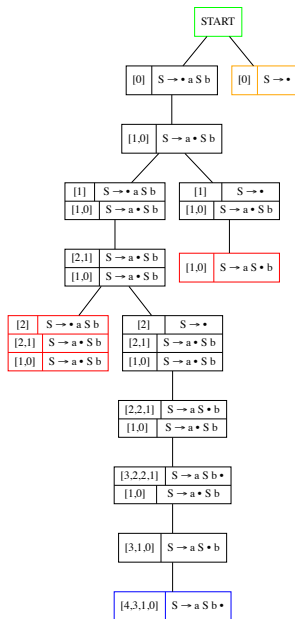 START
[0] S → • a S b
[0] S → •
[1,0] S → a • S b
[1] S → • a S b
[1,0] S → a • S b
[1] S → •
[1,0] S → a • S b
[2,1] S → a • S b
[1,0] S → a • S b
[1,0] S → a S • b
[2] S → • a S b
[2,1] S → a • S b
[1,0] S → a • S b
[2] S → •
[2,1] S → a • S b
[1,0] S → a • S b
[2,2,1] S → a S • b
[1,0] S → a • S b
[3,2,2,1] S → a S b •
[1,0] S → a • S b
[3,1,0] S → a S • b
[4,3,1,0] S → a S b •